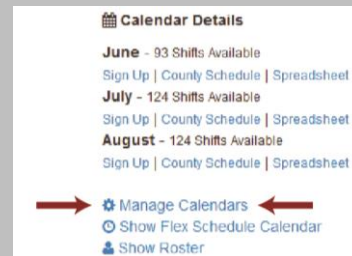 Calendar Details
June - 93 Shifts Available
Sign Up | County Schedule | Spreadsheet
July - 124 Shifts Available
Sign Up | County Schedule | Spreadsheet
August - 124 Shifts Available
Sign Up | County Schedule | Spreadsheet
Manage Calendars
Show Flex Schedule Calendar
Show Roster